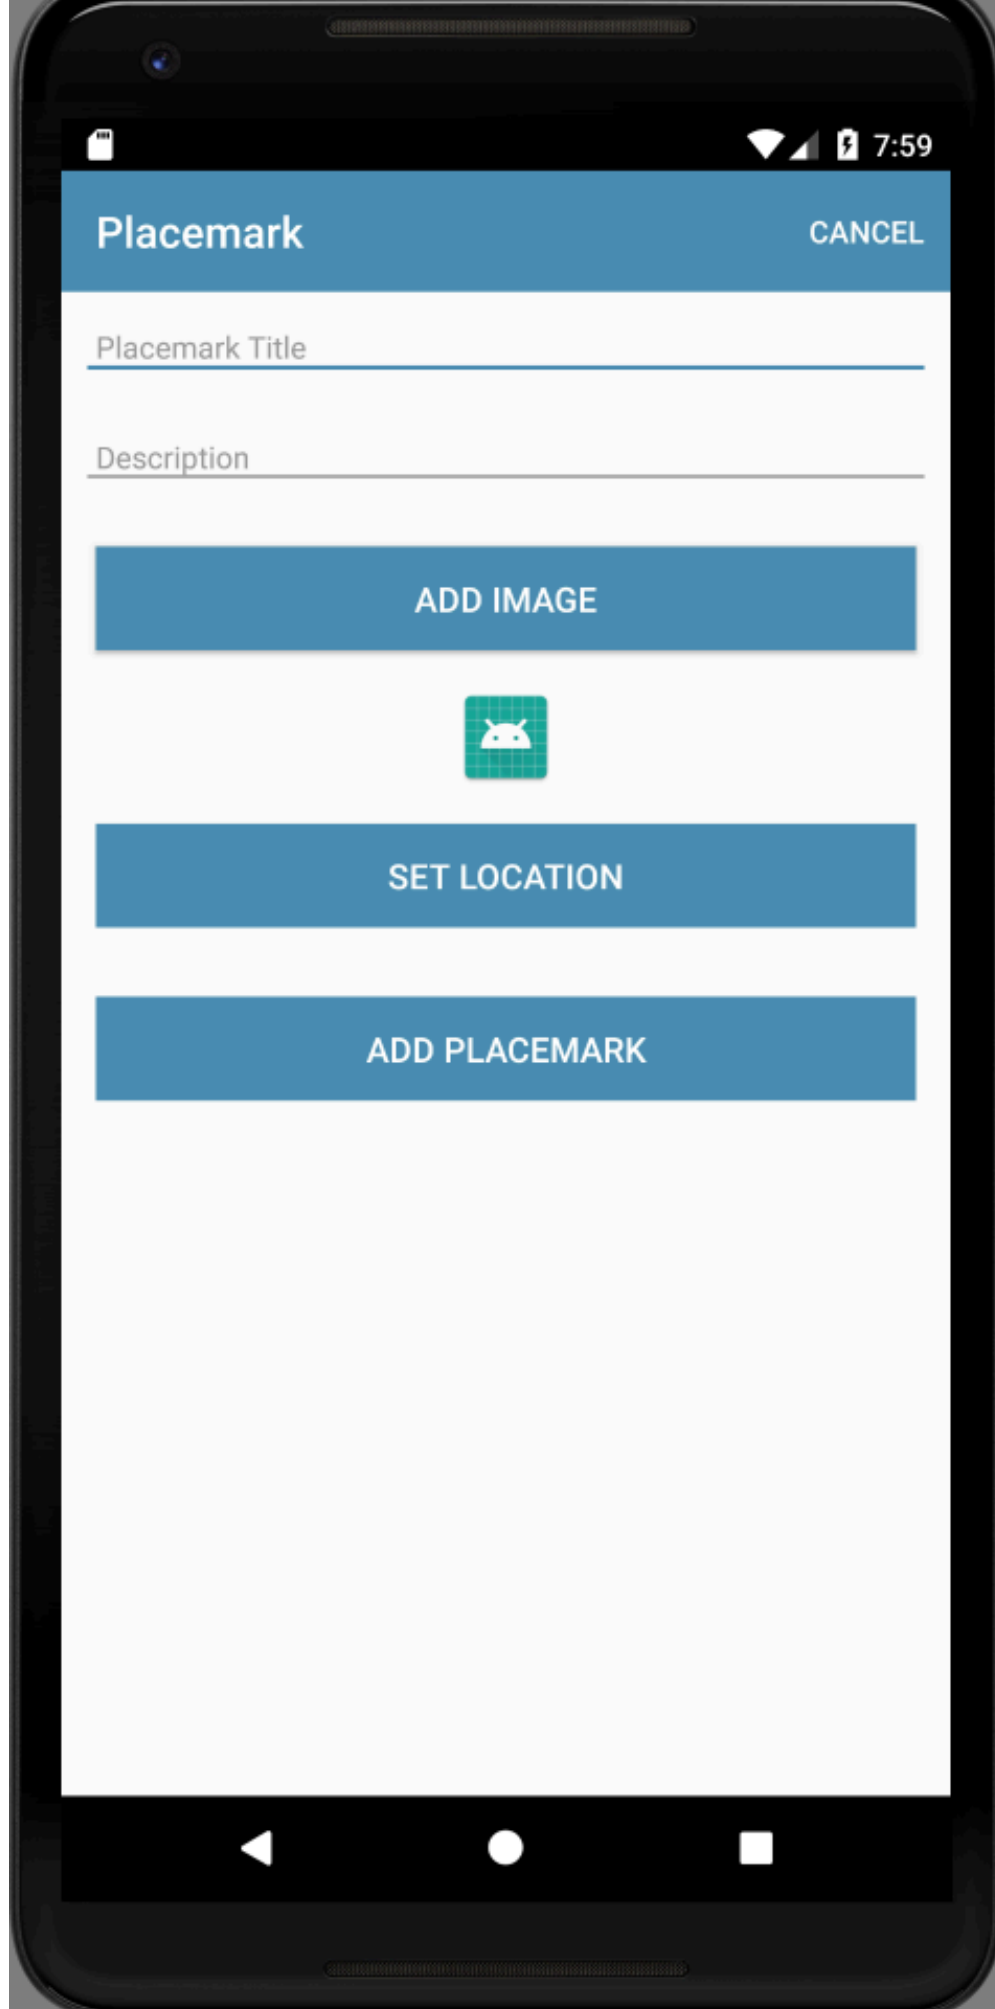 7:59
Placemark CANCEL
Placemark Title
Description
ADD IMAGE
SET LOCATION
ADD PLACEMARK